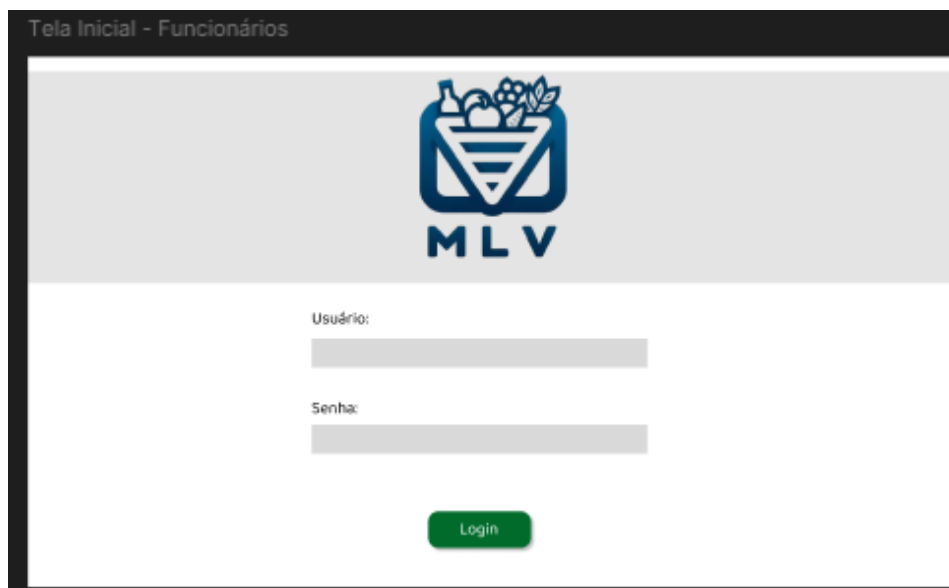 Tela Inicial - Funcionários
MLV
Usuário:
Senha:
Login